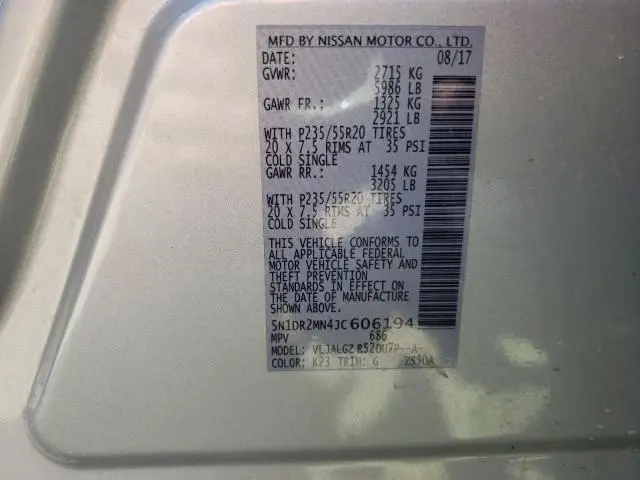 MFD BY NISSAN MOTOR CO., LTD.
DATE: 08/17
GVWR: 2715 KG
5986 LB
GAWR FR.: 1325 KG
2921 LB
WITH P235/55R20 TIRES
20 X 7.5 RIMS AT 35 PSI
COLD SINGLE
GAWR RR.: 1454 KG
3205 LB
WITH P235/55R20 TIRES
20 X 7.5 RIMS AT 35 PSI
COLD SINGLE
THIS VEHICLE CONFORMS TO
ALL APPLICABLE FEDERAL
MOTOR VEHICLE SAFETY AND
THEFT PREVENTION
STANDARDS IN EFFECT ON
THE DATE OF MANUFACTURE
SHOWN ABOVE.
5N1DR2MN4JC606194
MPV 686
MODEL:
COLOR: K23 TRIM: G